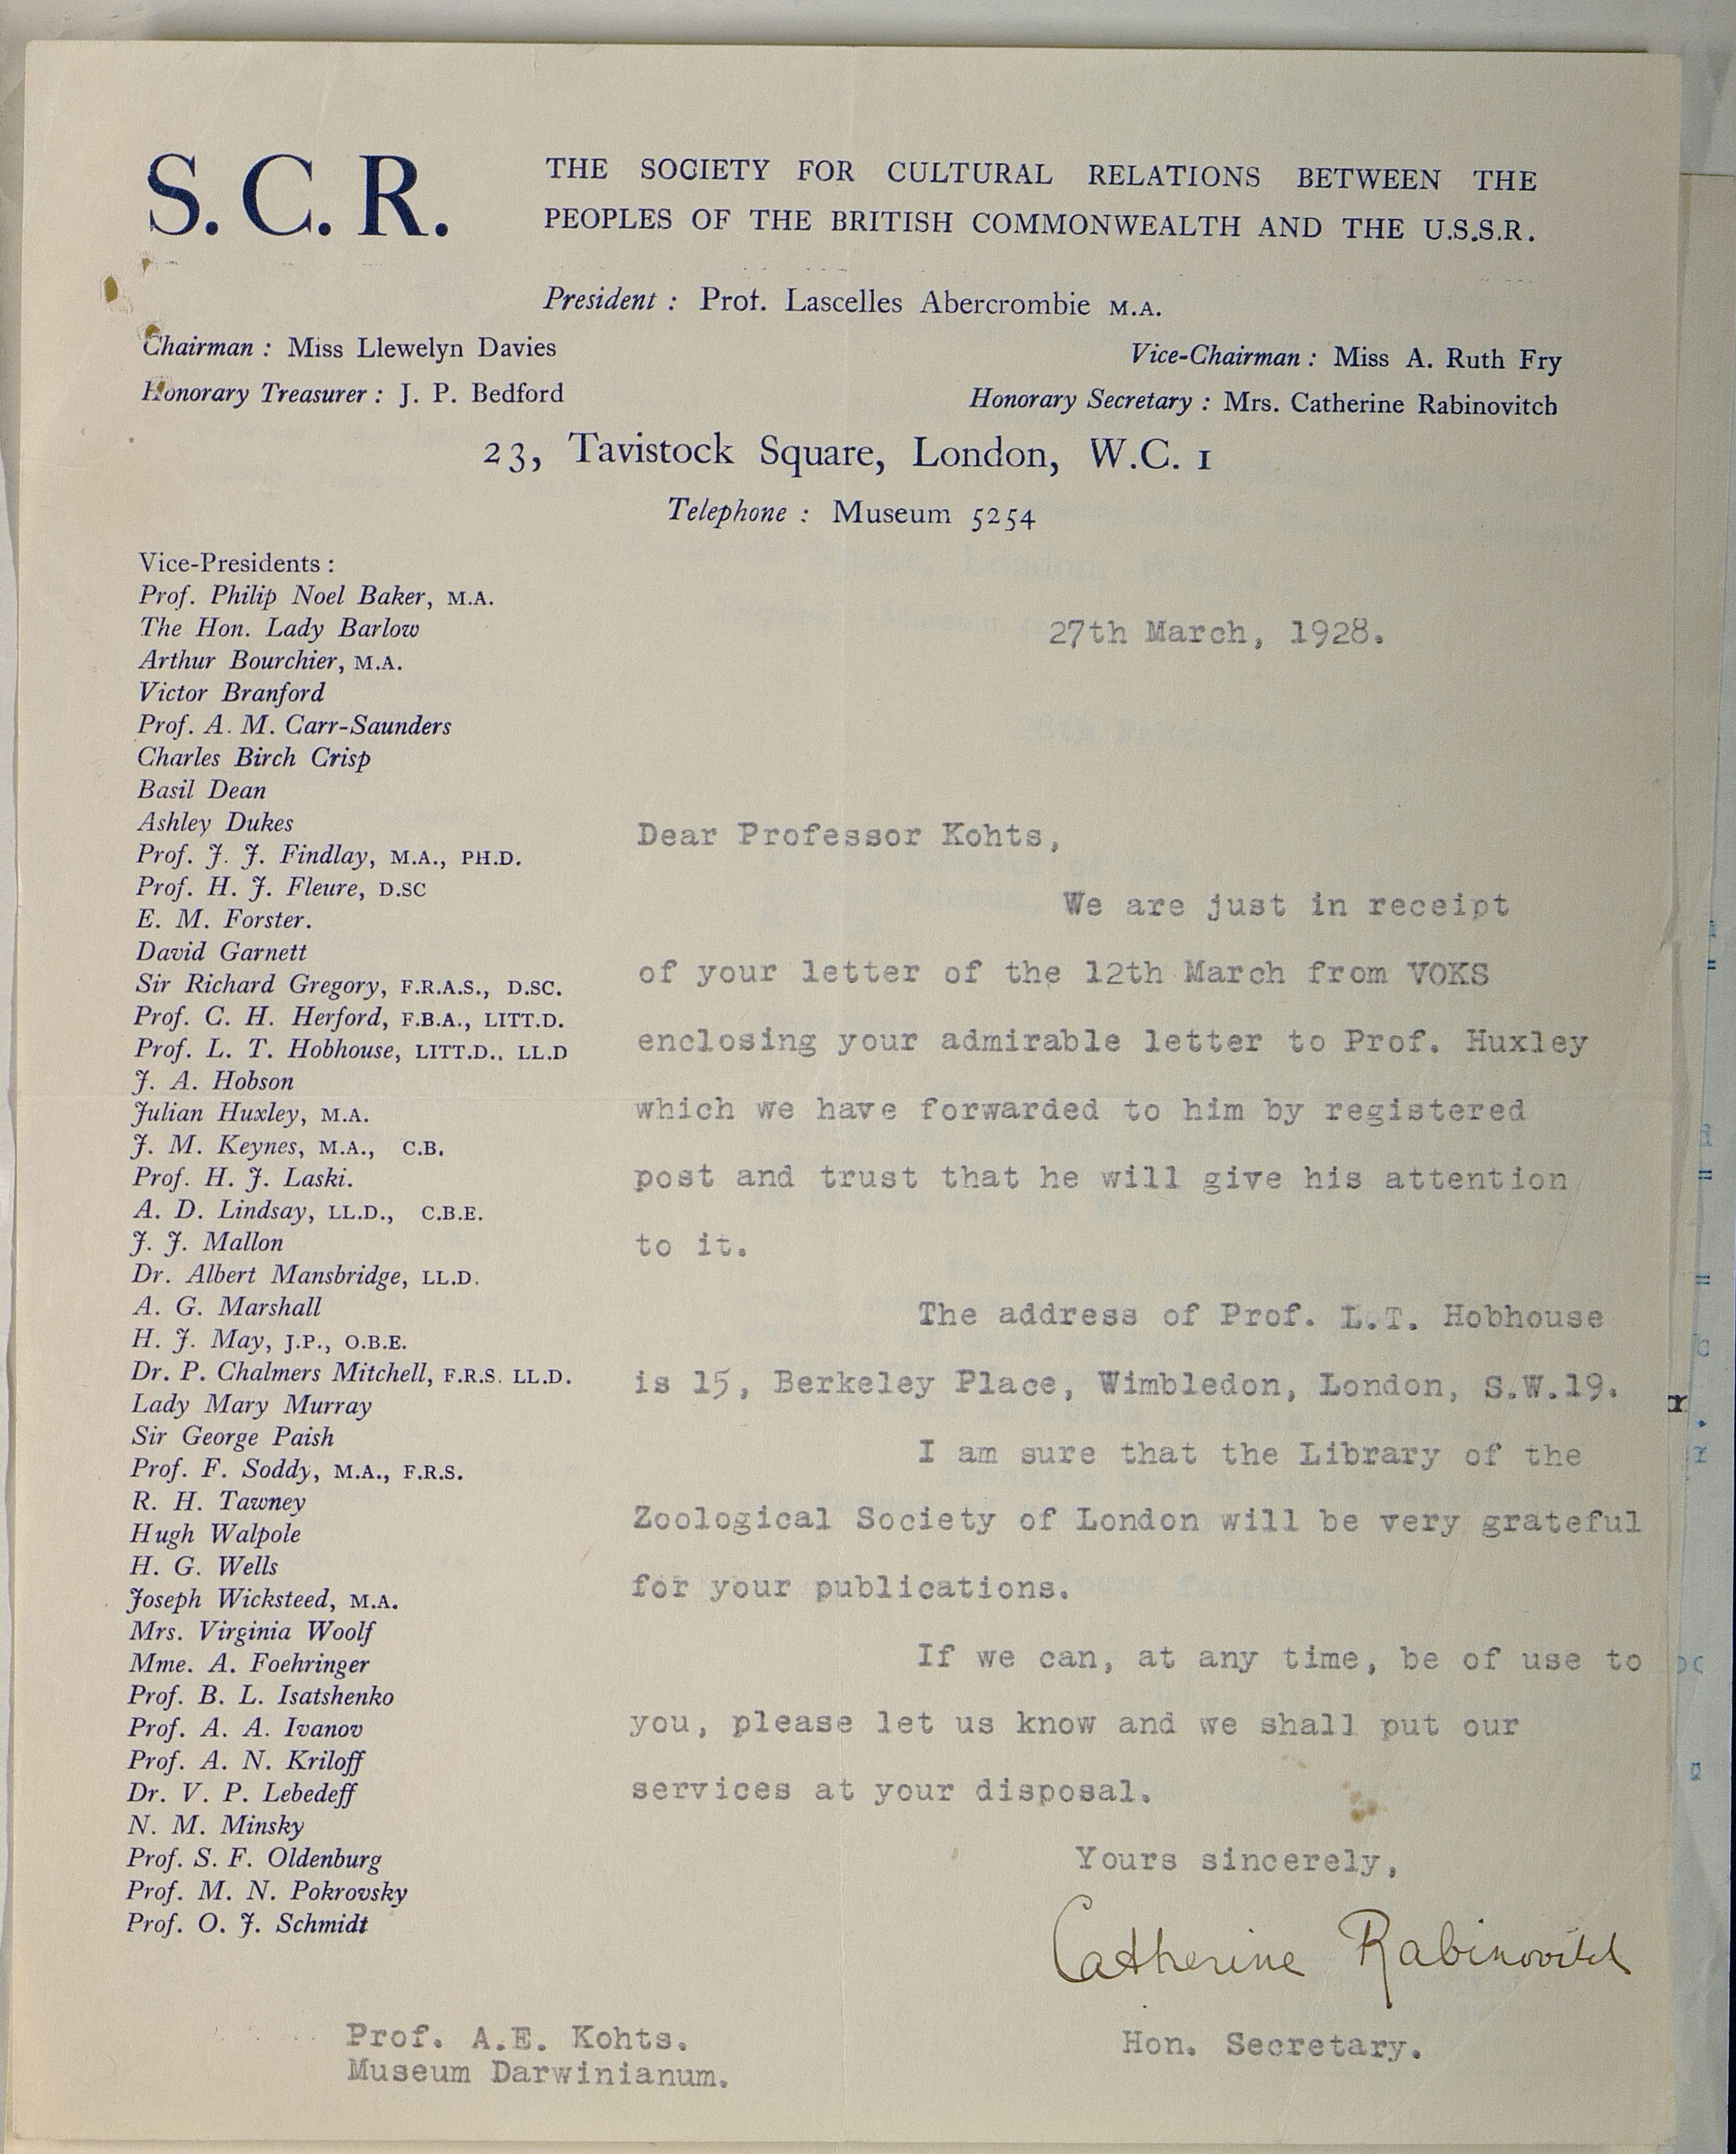 S. C. R.
THE SOCIETY FOR CULTURAL RELATIONS BETWEEN THE
PEOPLES OF THE BRITISH COMMONWEALTH AND THE U.S.S.R.
President : Prof. Lascelles Abercrombie M.A.
Chairman : Miss Llewelyn Davies
Vice-Chairman : Miss A. Ruth Fry
Honorary Treasurer : J. P. Bedford
Honorary Secretary : Mrs. Catherine Rabinovitch
23, Tavistock Square, London, W.C. 1
Telephone : Museum 5254
Vice-Presidents :
Prof. Philip Noel Baker, M.A.
The Hon. Lady Barlow
Arthur Bourchier, M.A.
Victor Branford
Prof. A. M. Carr-Saunders
Charles Birch Crisp
Basil Dean
Ashley Dukes
Prof. J. J. Findlay, M.A., PH.D.
Prof. H. J. Fleure, D.SC
E. M. Forster.
David Garnett
Sir Richard Gregory, F.R.A.S., D.SC.
Prof. C. H. Herford, F.B.A., LITT.D.
Prof. L. T. Hobhouse, LITT.D., LL.D
J. A. Hobson
Julian Huxley, M.A.
J. M. Keynes, M.A., C.B.
Prof. H. J. Laski.
A. D. Lindsay, LL.D., C.B.E.
J. J. Mallon
Dr. Albert Mansbridge, LL.D.
A. G. Marshall
H. J. May, J.P., O.B.E.
Dr. P. Chalmers Mitchell, F.R.S. LL.D.
Lady Mary Murray
Sir George Paish
Prof. F. Soddy, M.A., F.R.S.
R. H. Tawney
Hugh Walpole
H. G. Wells
Joseph Wicksteed, M.A.
Mrs. Virginia Woolf
Mme. A. Foehringer
Prof. B. L. Isatshenko
Prof. A. A. Ivanov
Prof. A. N. Kriloff
Dr. V. P. Lebedeff
N. M. Minsky
Prof. S. F. Oldenburg
Prof. M. N. Pokrovsky
Prof. O. J. Schmidt
27th March, 1928.
Dear Professor Kohts,
We are just in receipt
of your letter of the 12th March from VOKS
enclosing your admirable letter to Prof. Huxley
which we have forwarded to him by registered
post and trust that he will give his attention
to it.
The address of Prof. L.T. Hobhouse
is 15, Berkeley Place, Wimbledon, London, S.W.19.
I am sure that the Library of the
Zoological Society of London will be very grateful
for your publications.
If we can, at any time, be of use to
you, please let us know and we shall put our
services at your disposal.
Yours sincerely,
Catherine Rabinovitch
Hon. Secretary.
Prof. A.E. Kohts.
Museum Darwinianum.